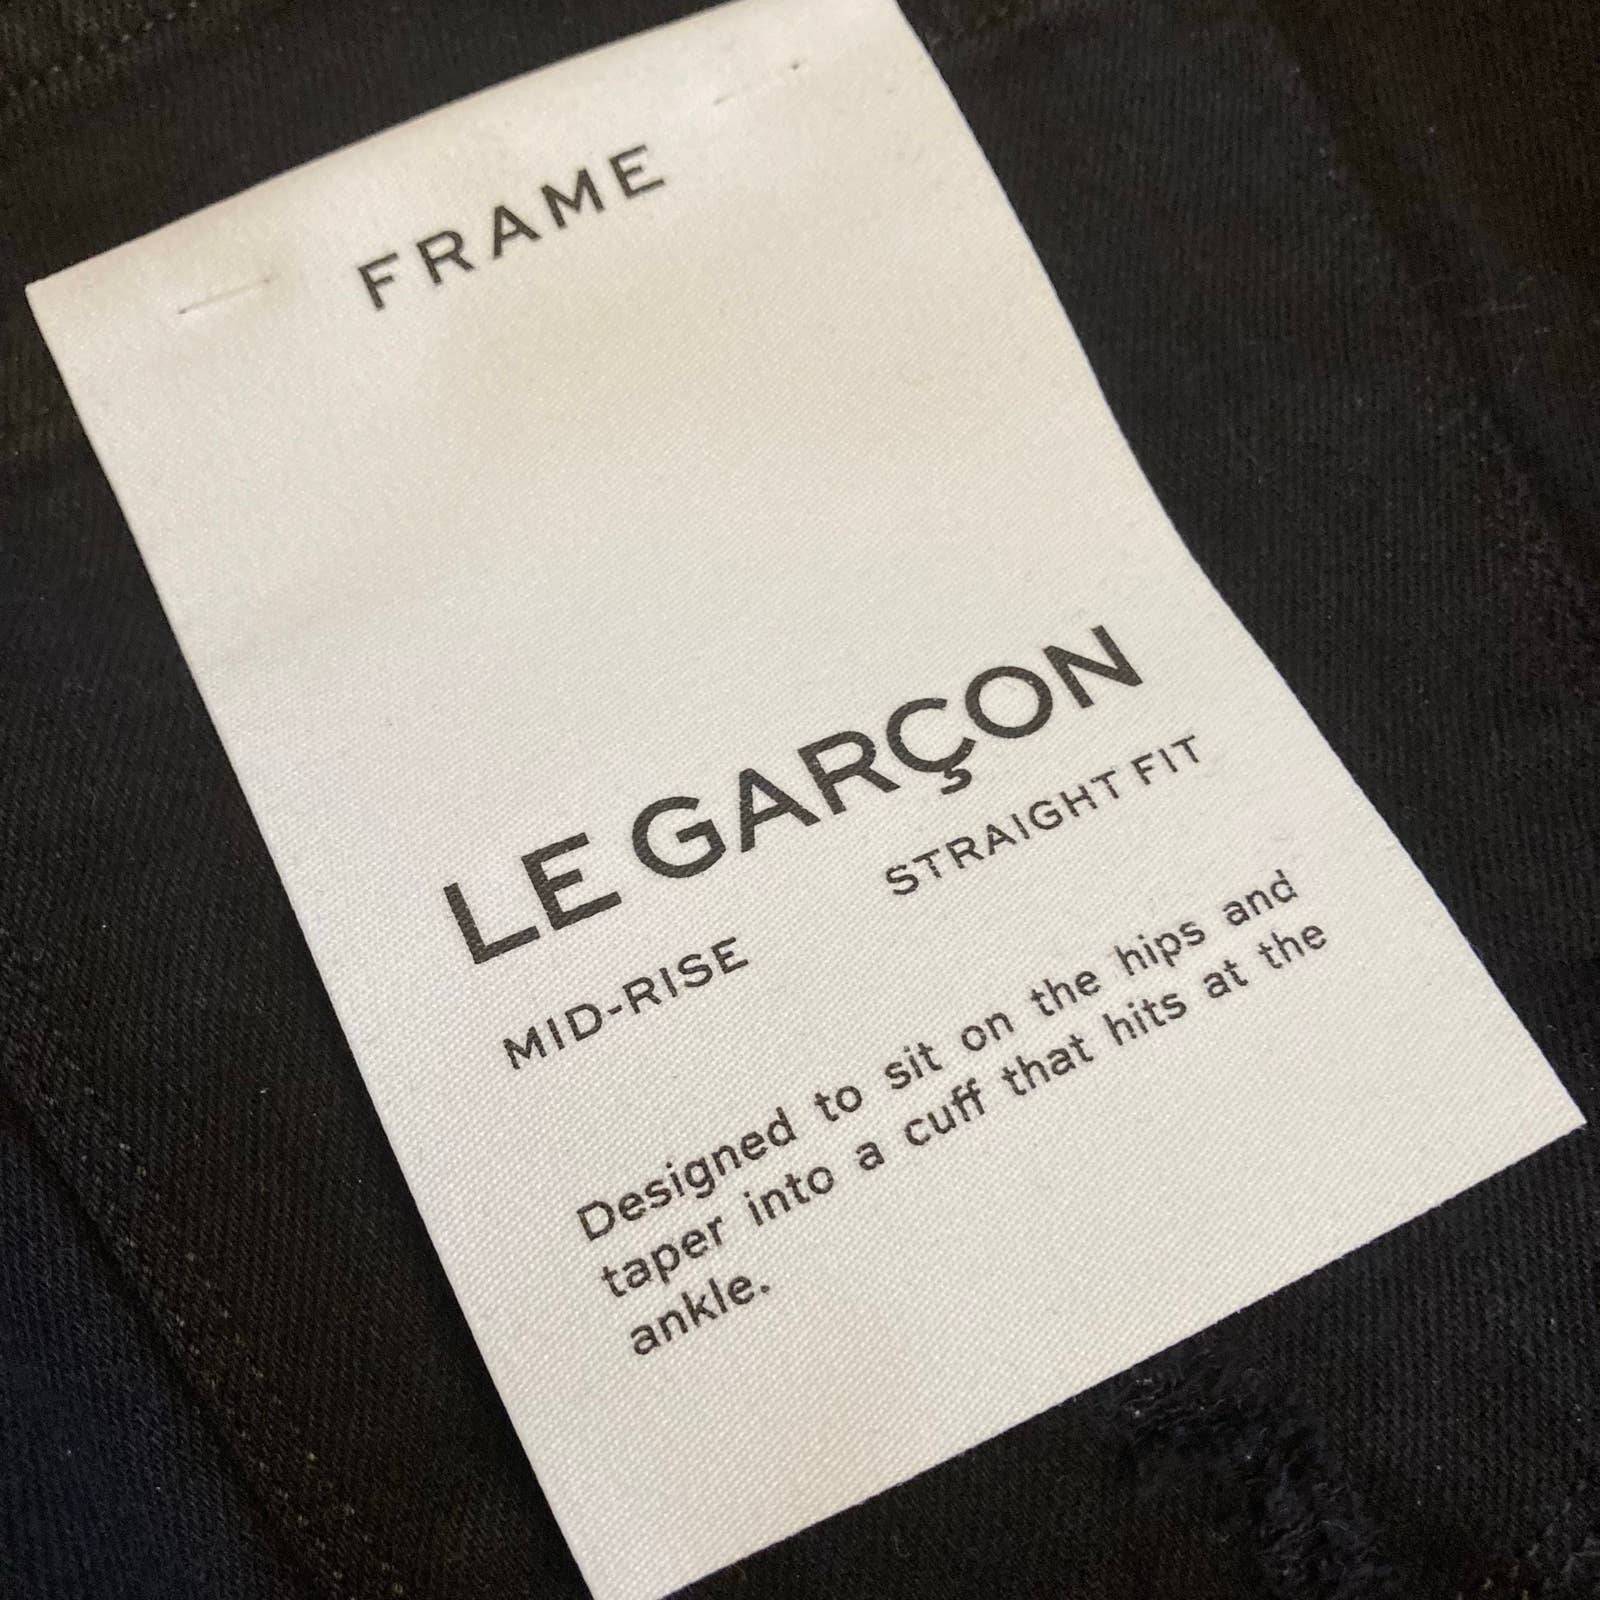 FRAME
LE GARÇON
MID-RISE STRAIGHT FIT
Designed to sit on the hips and
taper into a cuff that hits at the
ankle.